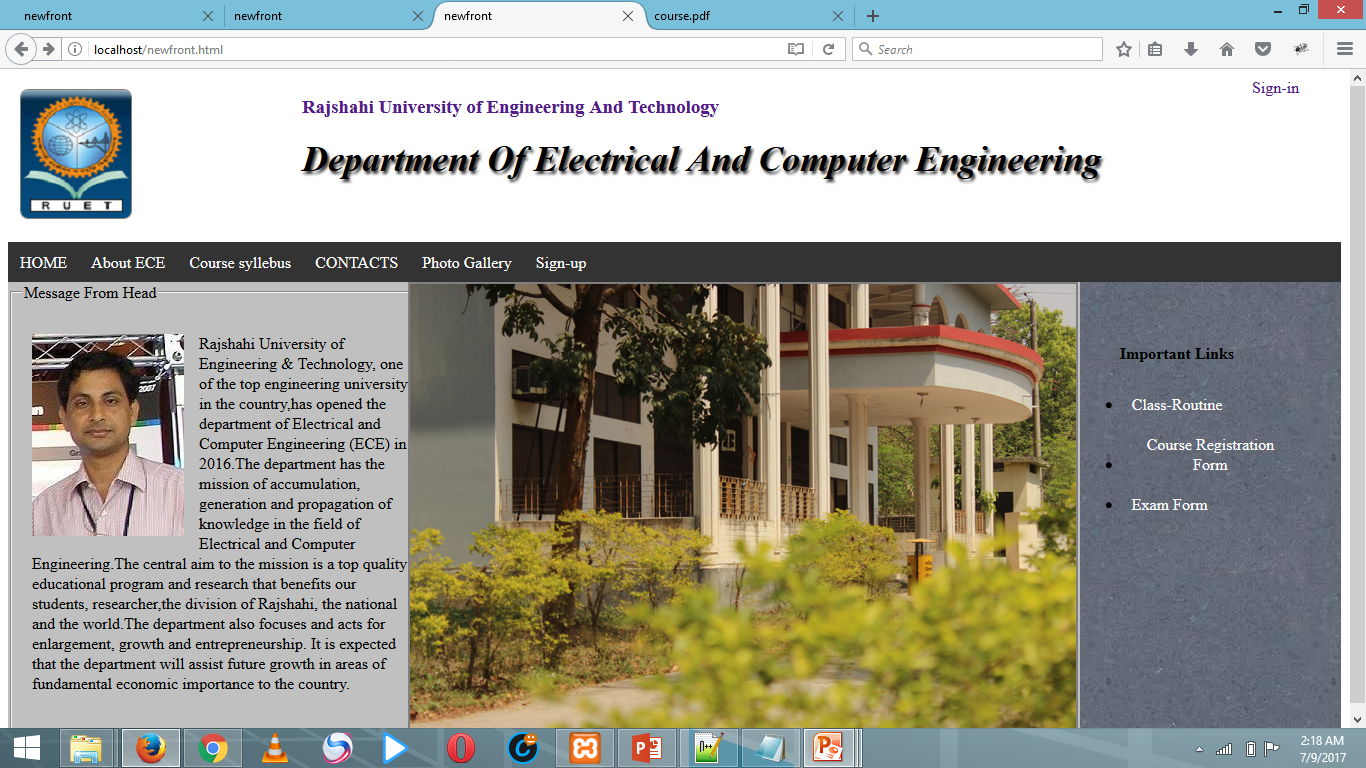 newfront
newfront
newfront
course.pdf
localhost/newfront.html
Search
Sign-in
RUET
Rajshahi University of Engineering And Technology
Department Of Electrical And Computer Engineering
HOME About ECE Course syllebus CONTACTS Photo Gallery Sign-up
Message From Head
2007
Rajshahi University of
Engineering & Technology, one
of the top engineering university
in the country,has opened the
department of Electrical and
Computer Engineering (ECE) in
2016.The department has the
mission of accumulation,
generation and propagation of
knowledge in the field of
Electrical and Computer
Engineering.The central aim to the mission is a top quality
educational program and research that benefits our
students, researcher,the division of Rajshahi, the national
and the world.The department also focuses and acts for
enlargement, growth and entrepreneurship. It is expected
that the department will assist future growth in areas of
fundamental economic importance to the country.
Important Links
Class-Routine
Course Registration
Form
Exam Form
2:18 AM
7/9/2017